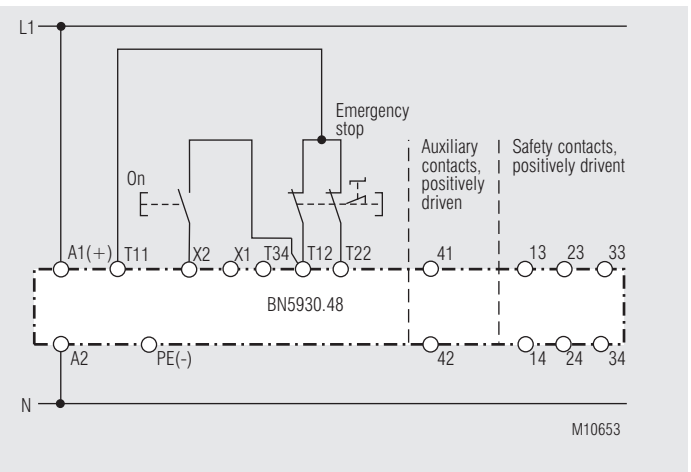 L1
Emergency
stop
Auxiliary
contacts,
positively
driven
Safety contacts,
positively drivent
On
A1(+) T11 X2 X1 T34 T12 T22 41 13 23 33
BN5930.48
A2 PE(-) 42 14 24 34
N
M10653